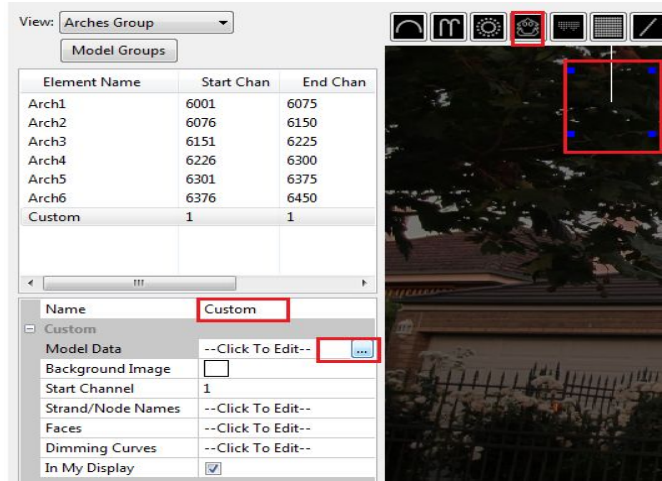 View: Arches Group
Model Groups
Element Name Start Chan End Chan
Arch1 6001 6075
Arch2 6076 6150
Arch3 6151 6225
Arch4 6226 6300
Arch5 6301 6375
Arch6 6376 6450
Custom 1 1
Name Custom
Custom
Model Data --Click To Edit-- ...
Background Image
Start Channel 1
Strand/Node Names --Click To Edit--
Faces --Click To Edit--
Dimming Curves --Click To Edit--
In My Display